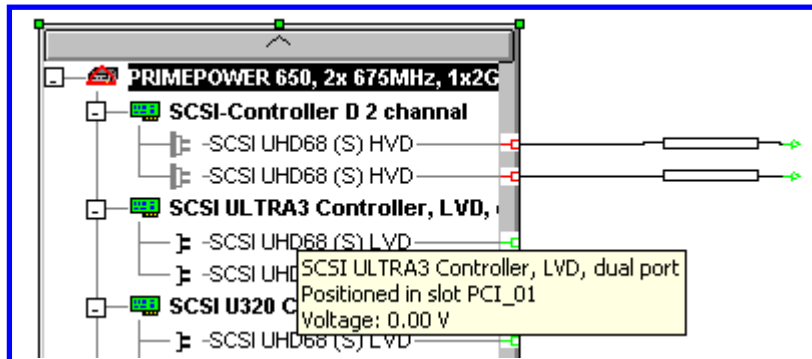 PRIMEPOWER 650, 2x 675MHz, 1x2G
SCSI-Controller D 2 channal
-SCSI UHD68 (S) HVD
-SCSI UHD68 (S) HVD
SCSI ULTRA3 Controller, LVD,
-SCSI UHD68 (S) LVD
-SCSI UHD
SCSI ULTRA3 Controller, LVD, dual port
Positioned in slot PCI_01
Voltage: 0.00 V
SCSI U320 C
-SCSI UHD68 (S) LVD